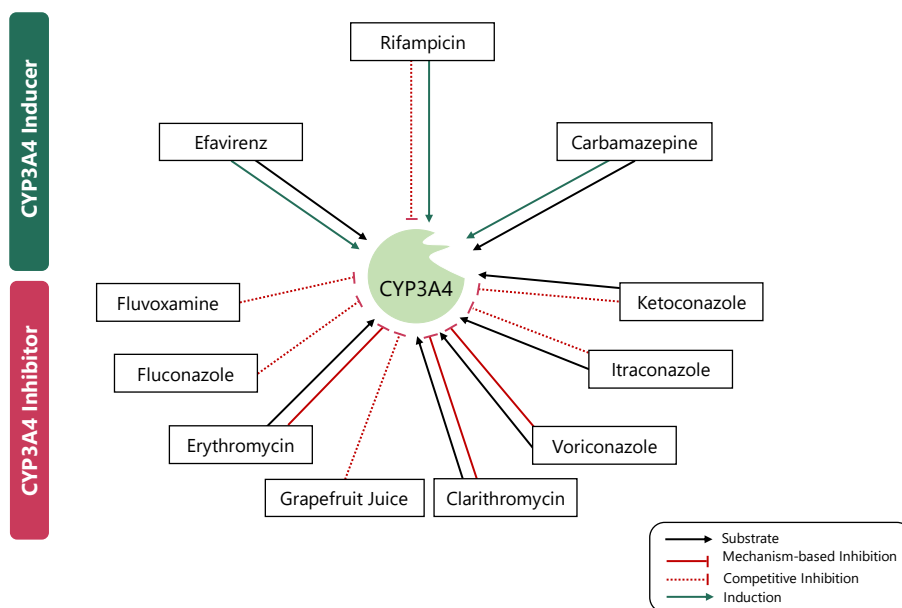 CYP3A4 Inducer
CYP3A4 Inhibitor
Rifampicin
Efavirenz
Carbamazepine
CYP3A4
Fluvoxamine
Ketoconazole
Fluconazole
Itraconazole
Erythromycin
Voriconazole
Grapefruit Juice
Clarithromycin
Substrate
Mechanism-based Inhibition
Competitive Inhibition
Induction